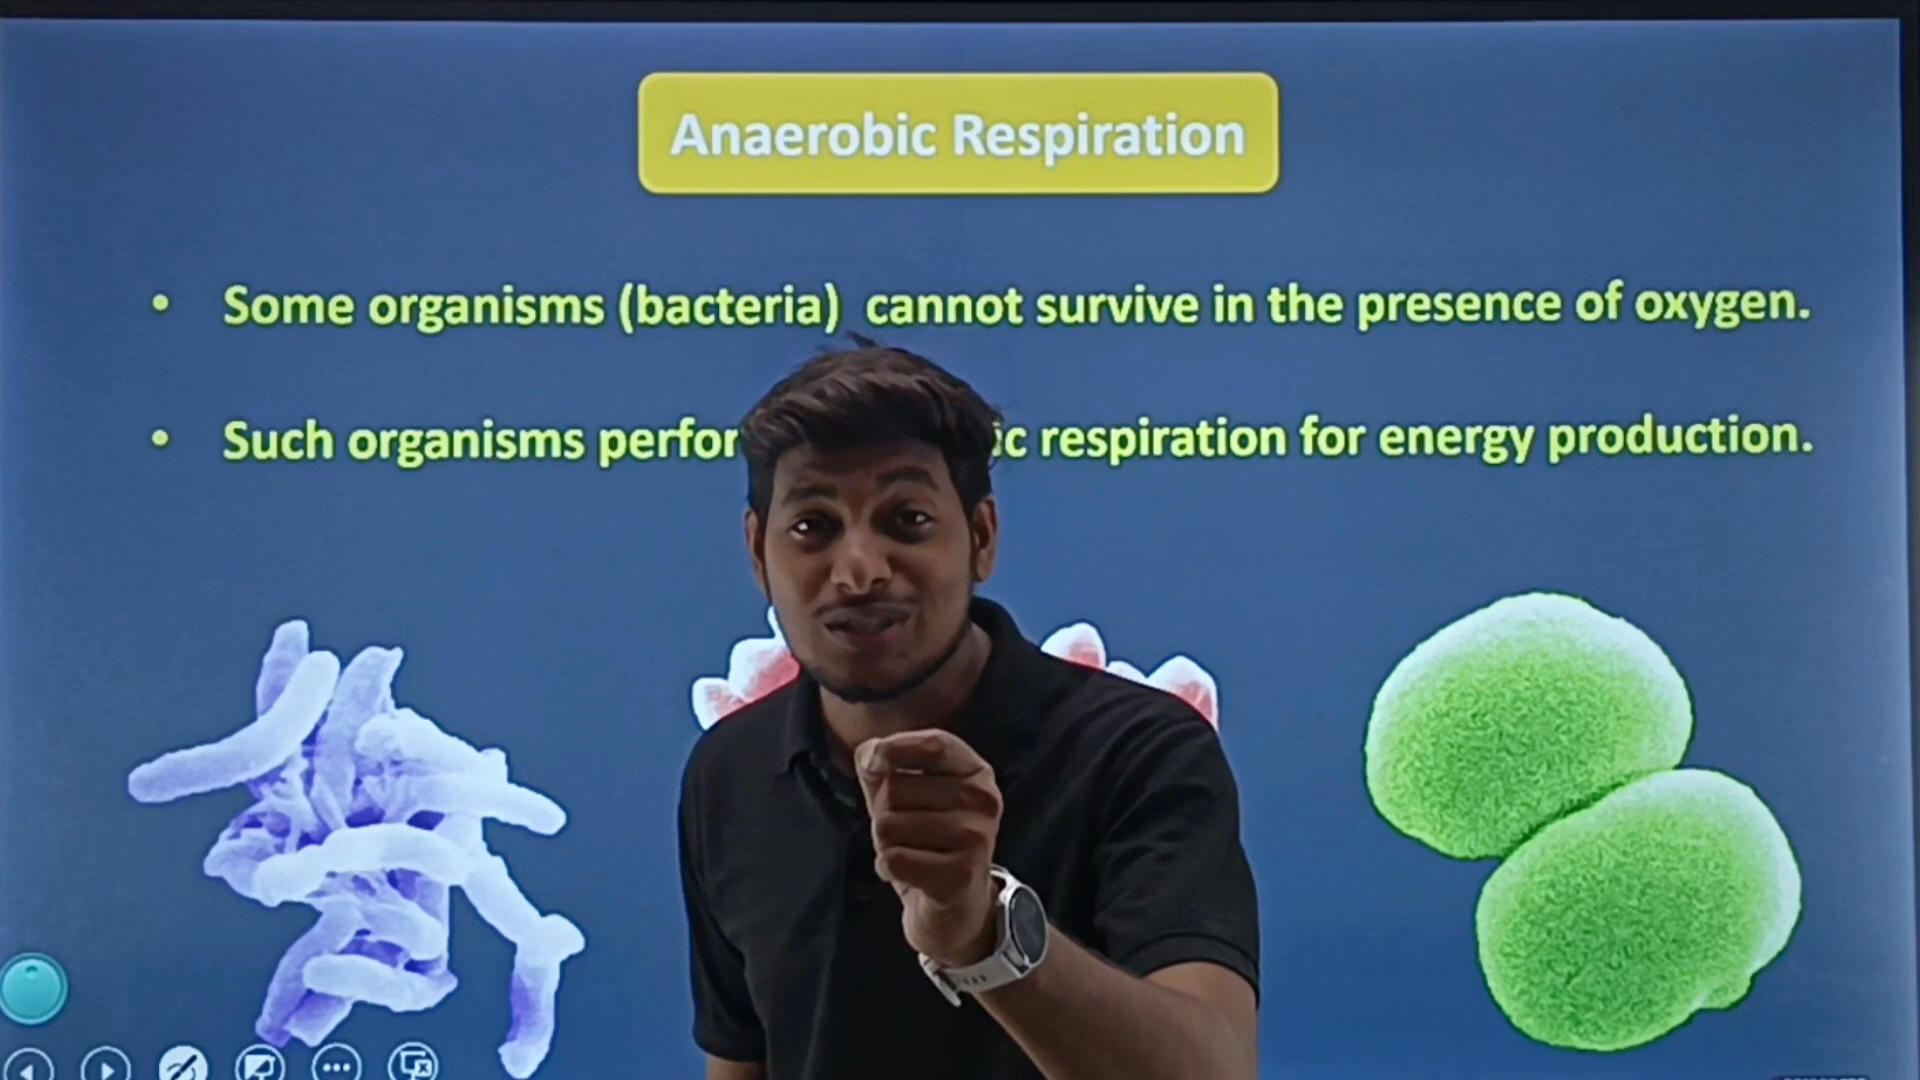 Anaerobic Respiration
• Some organisms (bacteria) cannot survive in the presence of oxygen.
• Such organisms perfor ic respiration for energy production.